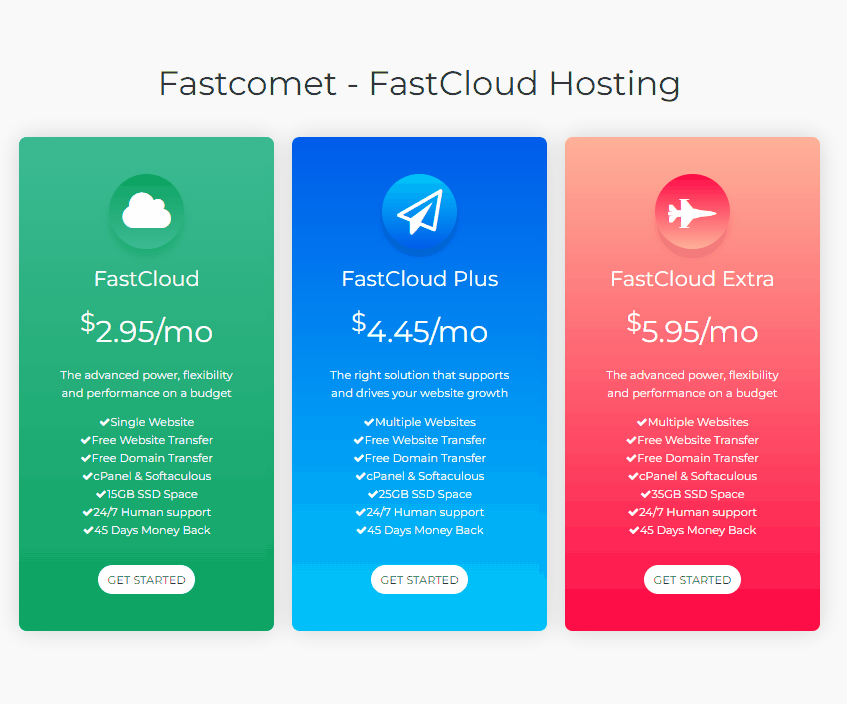 Fastcomet - FastCloud Hosting
FastCloud
$2.95/mo
The advanced power, flexibility
and performance on a budget
✔Single Website
✔Free Website Transfer
✔Free Domain Transfer
✔cPanel & Softaculous
✔15GB SSD Space
✔24/7 Human support
✔45 Days Money Back
GET STARTED
FastCloud Plus
$4.45/mo
The right solution that supports
and drives your website growth
✔Multiple Websites
✔Free Website Transfer
✔Free Domain Transfer
✔cPanel & Softaculous
✔25GB SSD Space
✔24/7 Human support
✔45 Days Money Back
GET STARTED
FastCloud Extra
$5.95/mo
The advanced power, flexibility
and performance on a budget
✔Multiple Websites
✔Free Website Transfer
✔Free Domain Transfer
✔cPanel & Softaculous
✔35GB SSD Space
✔24/7 Human support
✔45 Days Money Back
GET STARTED